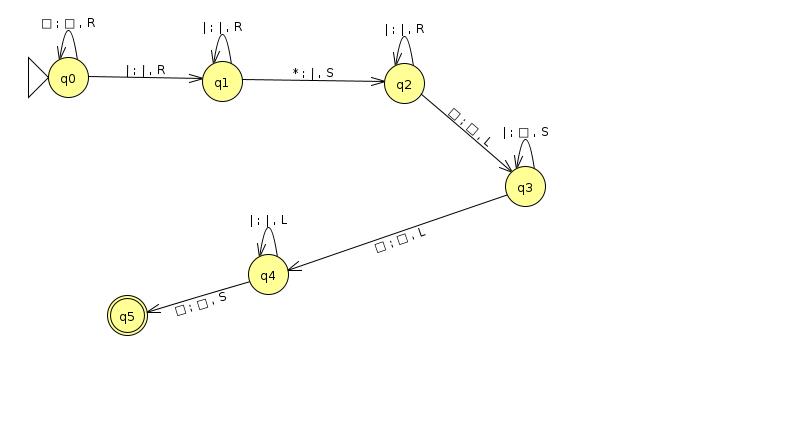 □ ; □ , R
| ; | , R
| ; | , R
q0
| ; | , R
q1
* ; | , S
q2
□ ; □ , L
| ; □ , S
q3
□ ; □ , L
| ; | , L
q4
□ ; □ , S
q5